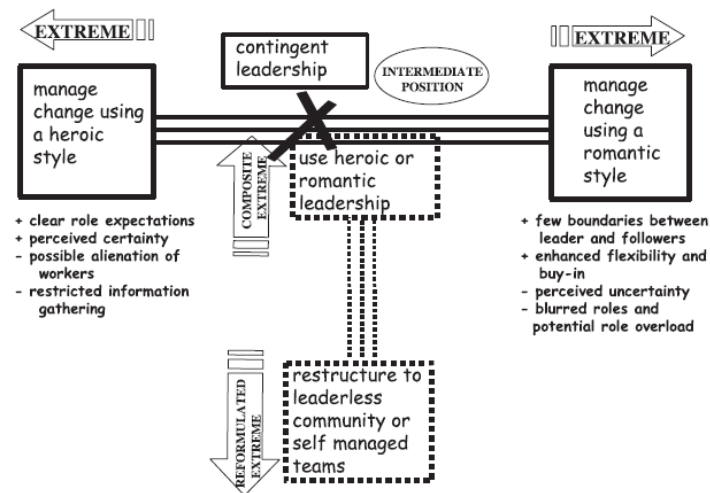 EXTREME
contingent
leadership
INTERMEDIATE
POSITION
EXTREME
manage
change using
a heroic
style
manage
change
using a
romantic
style
COMPOSITE
EXTREME
use heroic or
romantic
leadership
+ clear role expectations
+ perceived certainty
- possible alienation of
workers
- restricted information
gathering
+ few boundaries between
leader and followers
+ enhanced flexibility and
buy-in
- perceived uncertainty
- blurred roles and
potential role overload
REFORMULATED
EXTREME
restructure to
leaderless
community or
self managed
teams